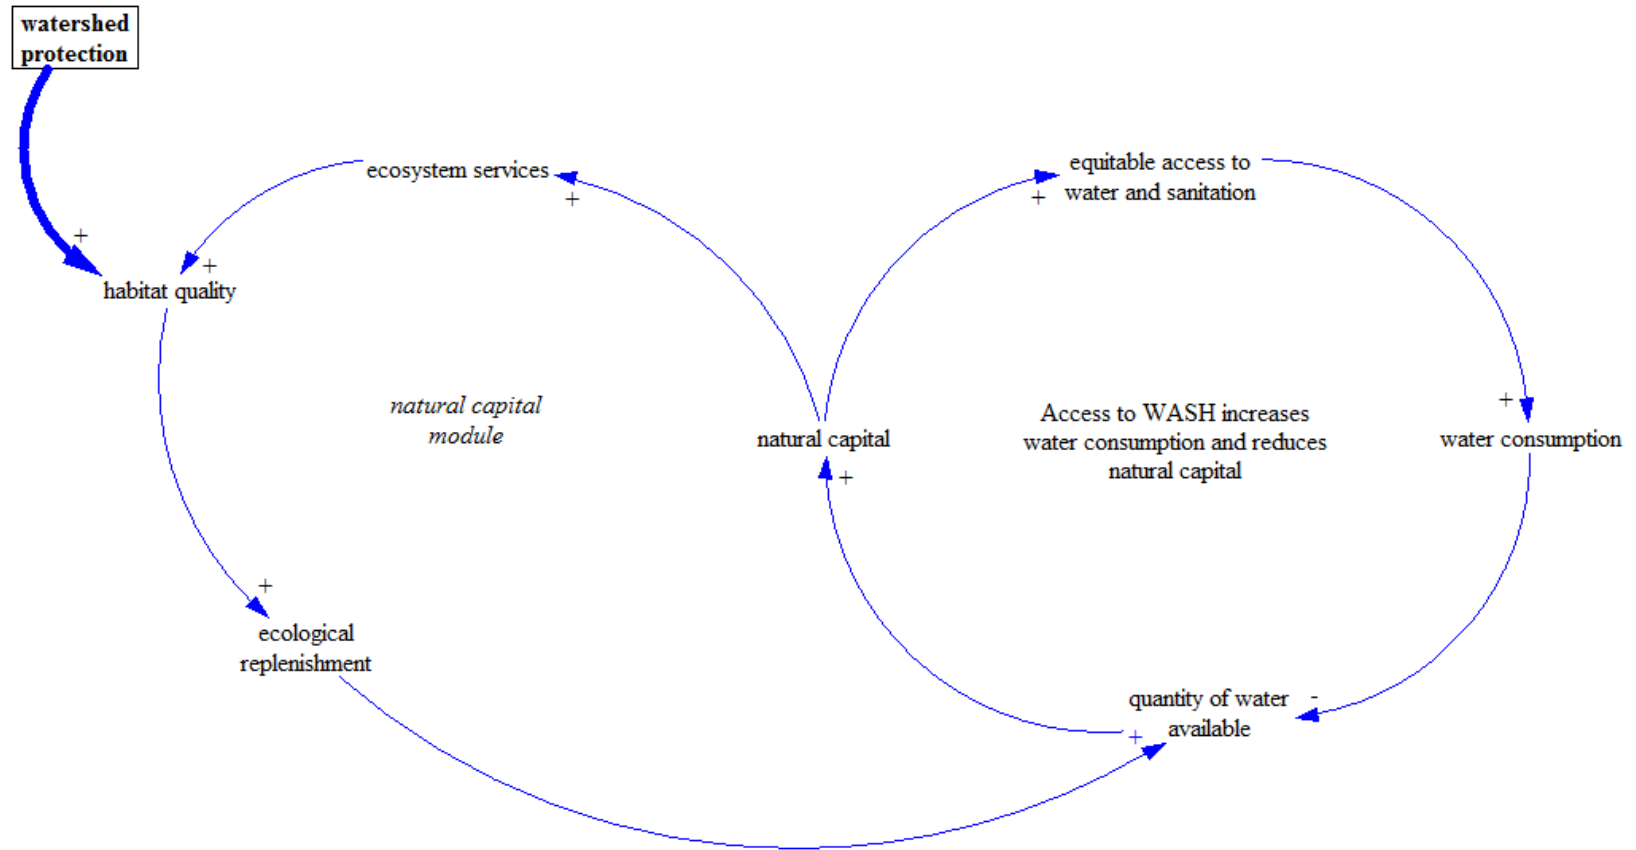 watershed
protection
+
ecosystem services
+
+
habitat quality
natural capital
module
+
ecological
replenishment
natural capital
+
equitable access to
water and sanitation
+
Access to WASH increases
water consumption and reduces
natural capital
+
water consumption
quantity of water
available
-
+